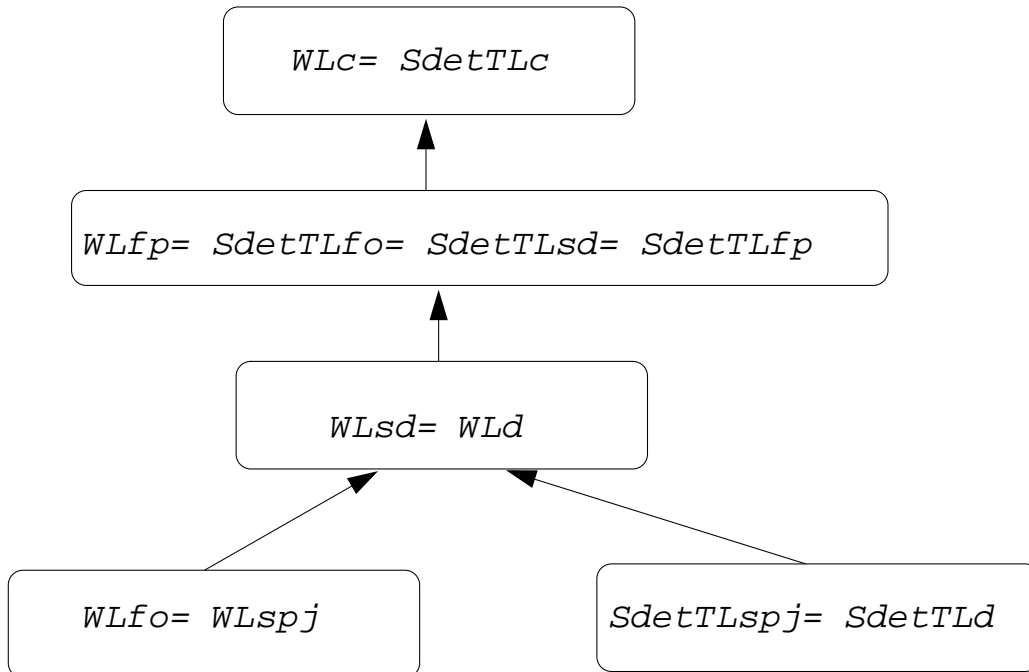 WLc= SdetTLc
WLfp= SdetTLfo= SdetTLsd= SdetTLfp
WLsd= WLd
WLfo= WLspj
SdetTLspj= SdetTLd